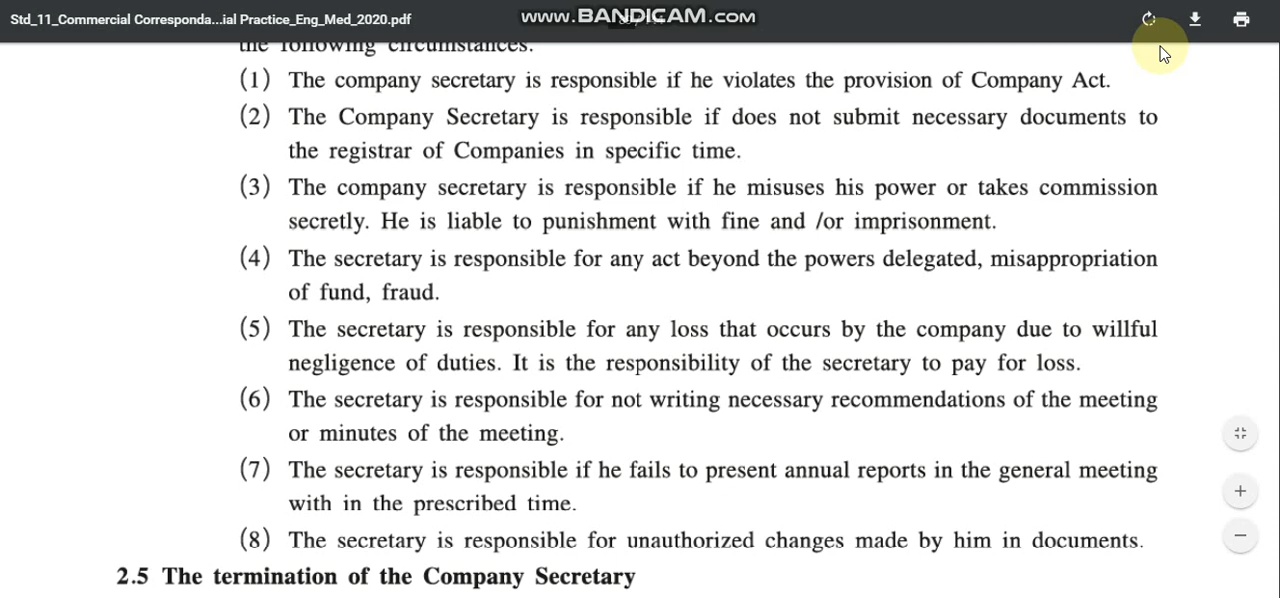 Std_11_Commercial Corresponda...ial Practice_Eng_Med_2020.pdf
www.BANDICAM.com
the following circumstances.
(1) The company secretary is responsible if he violates the provision of Company Act.
(2) The Company Secretary is responsible if does not submit necessary documents to
the registrar of Companies in specific time.
(3) The company secretary is responsible if he misuses his power or takes commission
secretly. He is liable to punishment with fine and /or imprisonment.
(4) The secretary is responsible for any act beyond the powers delegated, misappropriation
of fund, fraud.
(5) The secretary is responsible for any loss that occurs by the company due to willful
negligence of duties. It is the responsibility of the secretary to pay for loss.
(6) The secretary is responsible for not writing necessary recommendations of the meeting
or minutes of the meeting.
(7) The secretary is responsible if he fails to present annual reports in the general meeting
with in the prescribed time.
(8) The secretary is responsible for unauthorized changes made by him in documents.
2.5 The termination of the Company Secretary